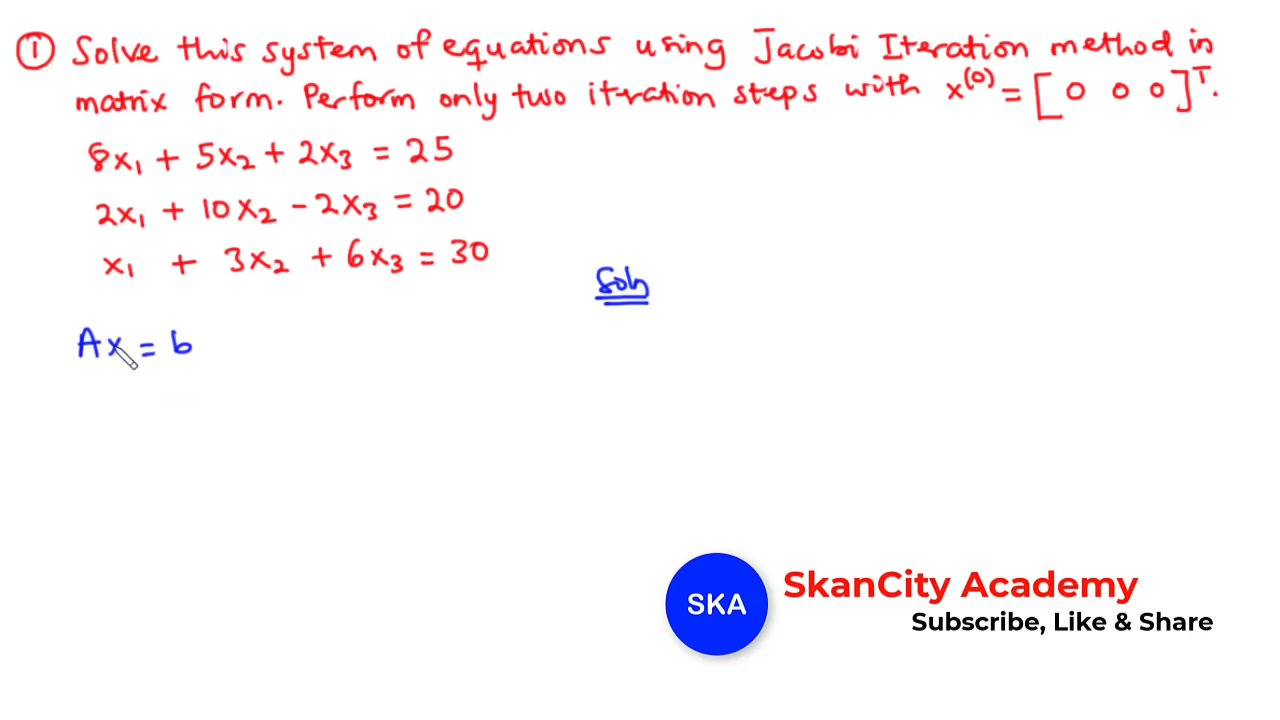 ① Solve this system of equations using Jacobi Iteration method in
matrix form. Perform only two itration steps with x⁽⁰⁾ = [0 0 0]ᵀ.
8x₁ + 5x₂ + 2x₃ = 25
2x₁ + 10x₂ - 2x₃ = 20
x₁ + 3x₂ + 6x₃ = 30
Soln
Ax = b
SKA
SkanCity Academy
Subscribe, Like & Share